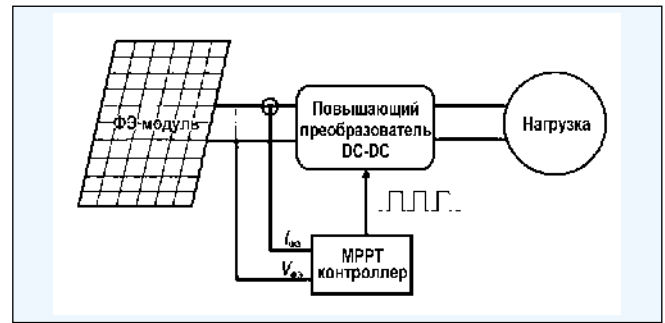 ФЭ-модуль
Повышающий
преобразователь
DC-DC
Нагрузка
Iфэ
Vфэ
MPPT
контроллер